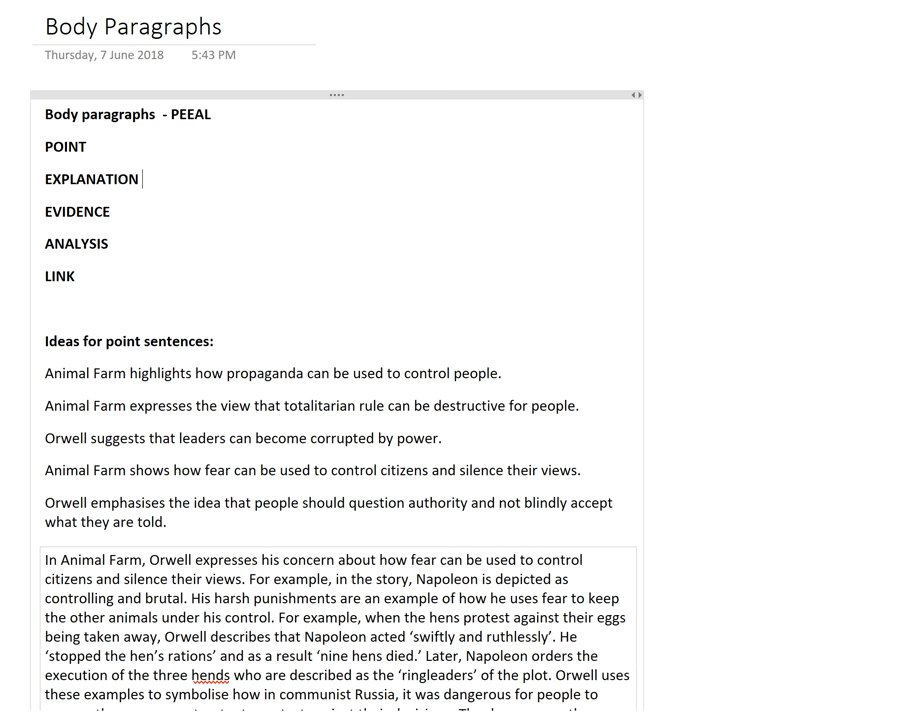 Body Paragraphs
Thursday, 7 June 2018 5:43 PM
Body paragraphs - PEEAL
POINT
EXPLANATION
EVIDENCE
ANALYSIS
LINK
Ideas for point sentences:
Animal Farm highlights how propaganda can be used to control people.
Animal Farm expresses the view that totalitarian rule can be destructive for people.
Orwell suggests that leaders can become corrupted by power.
Animal Farm shows how fear can be used to control citizens and silence their views.
Orwell emphasises the idea that people should question authority and not blindly accept
what they are told.
In Animal Farm, Orwell expresses his concern about how fear can be used to control
citizens and silence their views. For example, in the story, Napoleon is depicted as
controlling and brutal. His harsh punishments are an example of how he uses fear to keep
the other animals under his control. For example, when the hens protest against their eggs
being taken away, Orwell describes that Napoleon acted ‘swiftly and ruthlessly’. He
‘stopped the hen’s rations’ and as a result ‘nine hens died.’ Later, Napoleon orders the
execution of the three hends who are described as the ‘ringleaders’ of the plot. Orwell uses
these examples to symbolise how in communist Russia, it was dangerous for people to